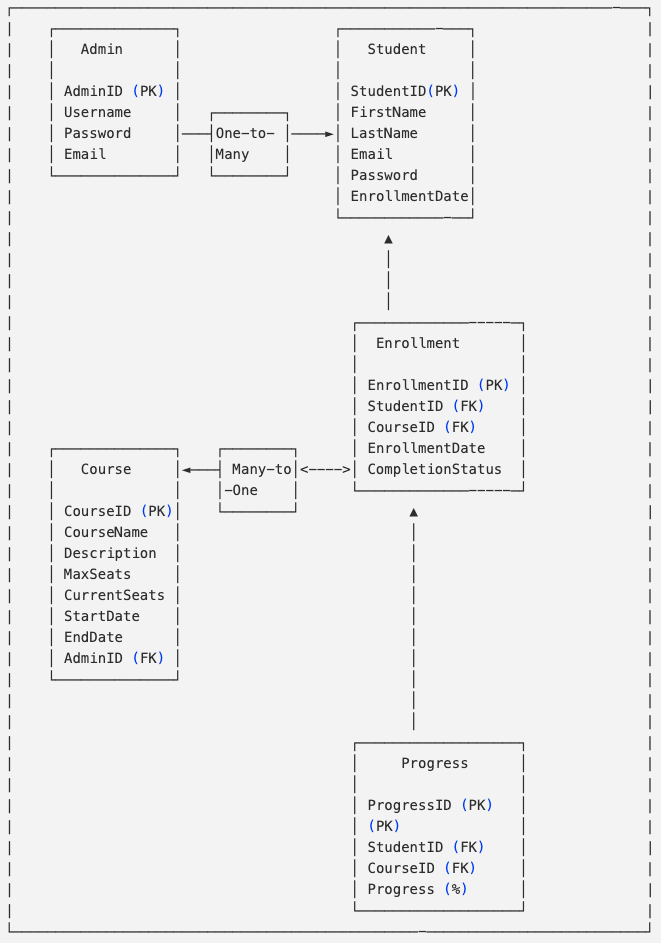 Admin
AdminID (PK)
Username
Password
Email
One-to-
Many
Student
StudentID(PK)
FirstName
LastName
Email
Password
EnrollmentDate
Enrollment
EnrollmentID (PK)
StudentID (FK)
CourseID (FK)
EnrollmentDate
CompletionStatus
Many-to
-One
Course
CourseID (PK)
CourseName
Description
MaxSeats
CurrentSeats
StartDate
EndDate
AdminID (FK)
Progress
ProgressID (PK)
(PK)
StudentID (FK)
CourseID (FK)
Progress (%)